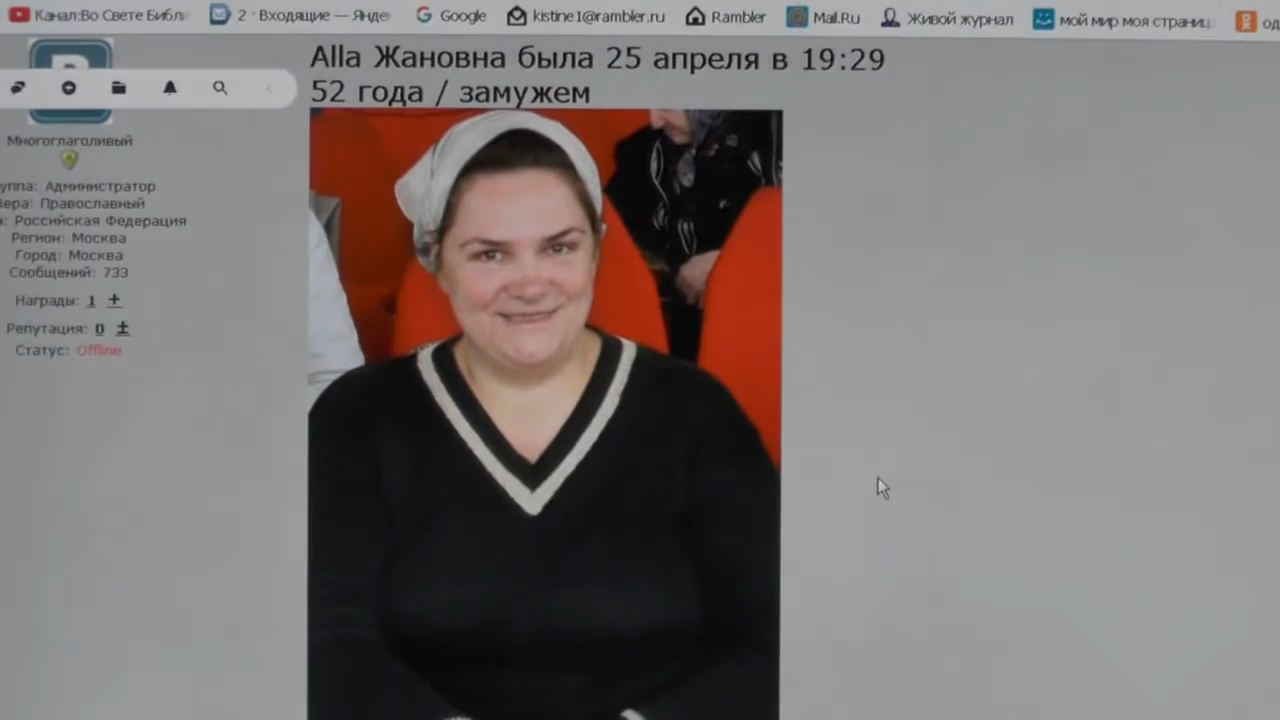 Канал:Во Свете Библ
2 · Входящие — Янде
Google
kistine1@rambler.ru
Rambler
Mail.Ru
Живой журнал
мой мир моя страниц
од
Alla Жановна была 25 апреля в 19:29
52 года / замужем
Многоглаголивый
уппа: Администратор
Вера: Православный
а: Российская Федерация
Регион: Москва
Город: Москва
Сообщений: 733
Награды: 1 ±
Репутация: 0 ±
Статус: Offline